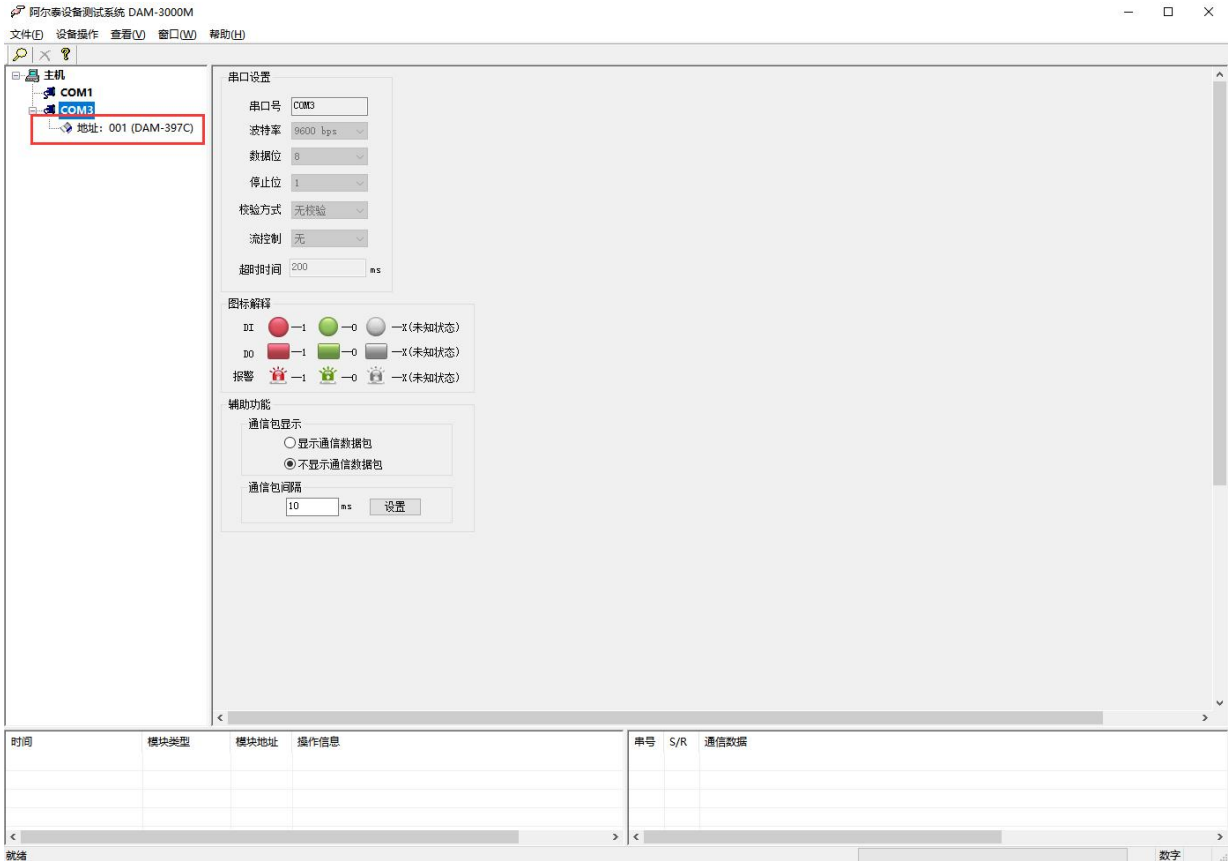 阿尔泰设备测试系统 DAM-3000M
文件(F) 设备操作 查看(V) 窗口(W) 帮助(H)
主机
COM1
COM3
地址：001 (DAM-397C)
串口设置
串口号 COM3
波特率 9600 bps
数据位 8
停止位 1
校验方式 无校验
流控制 无
超时时间 200 ms
图标解释
DI —1 —0 —X(未知状态)
DO —1 —0 —X(未知状态)
报警 —1 —0 —X(未知状态)
辅助功能
通信包显示
显示通信数据包
不显示通信数据包
通信包间隔
10 ms 设置
时间 模块类型 模块地址 操作信息
串号 S/R 通信数据
就绪 数字